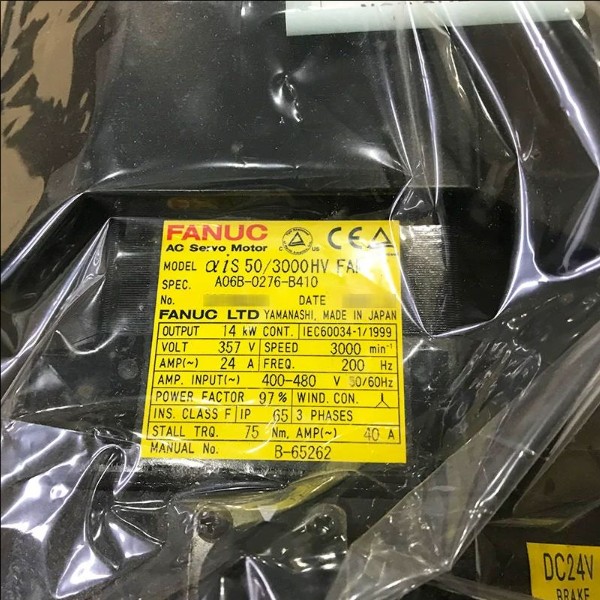 FANUC
AC Servo Motor
CE
MODEL αiS 50/3000HV FAN
SPEC. A06B-0276-B410
No. DATE
FANUC LTD YAMANASHI, MADE IN JAPAN
OUTPUT 14 kW CONT. IEC60034-1/1999
VOLT 357 V SPEED 3000 min⁻¹
AMP(~) 24 A FREQ. 200 Hz
AMP. INPUT(~) 400-480 V 50/60Hz
POWER FACTOR 97 % WIND. CON.
INS. CLASS F IP 65 3 PHASES
STALL TRQ. 75 Nm, AMP(~) 40 A
MANUAL No. B-65262
DC24V
BRAKE